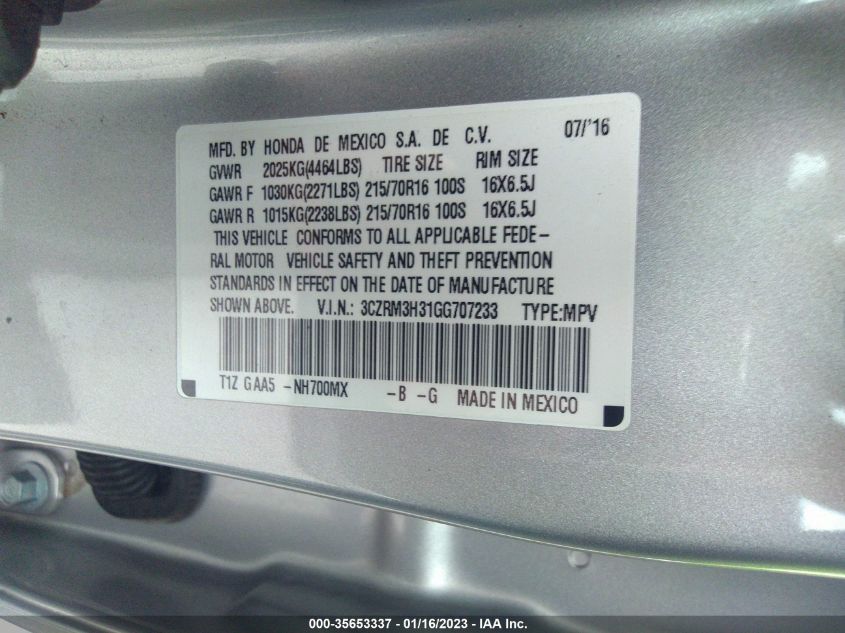 MFD. BY HONDA DE MEXICO S.A. DE C.V. 07/'16
GVWR 2025KG(4464LBS) TIRE SIZE RIM SIZE
GAWR F 1030KG(2271LBS) 215/70R16 100S 16X6.5J
GAWR R 1015KG(2238LBS) 215/70R16 100S 16X6.5J
THIS VEHICLE CONFORMS TO ALL APPLICABLE FEDE-
RAL MOTOR VEHICLE SAFETY AND THEFT PREVENTION
STANDARDS IN EFFECT ON THE DATE OF MANUFACTURE
SHOWN ABOVE. V.I.N.: 3CZRM3H31GG707233 TYPE:MPV
T1Z GAA5 -NH700MX -B -G MADE IN MEXICO
000-35653337 - 01/16/2023 - IAA Inc.